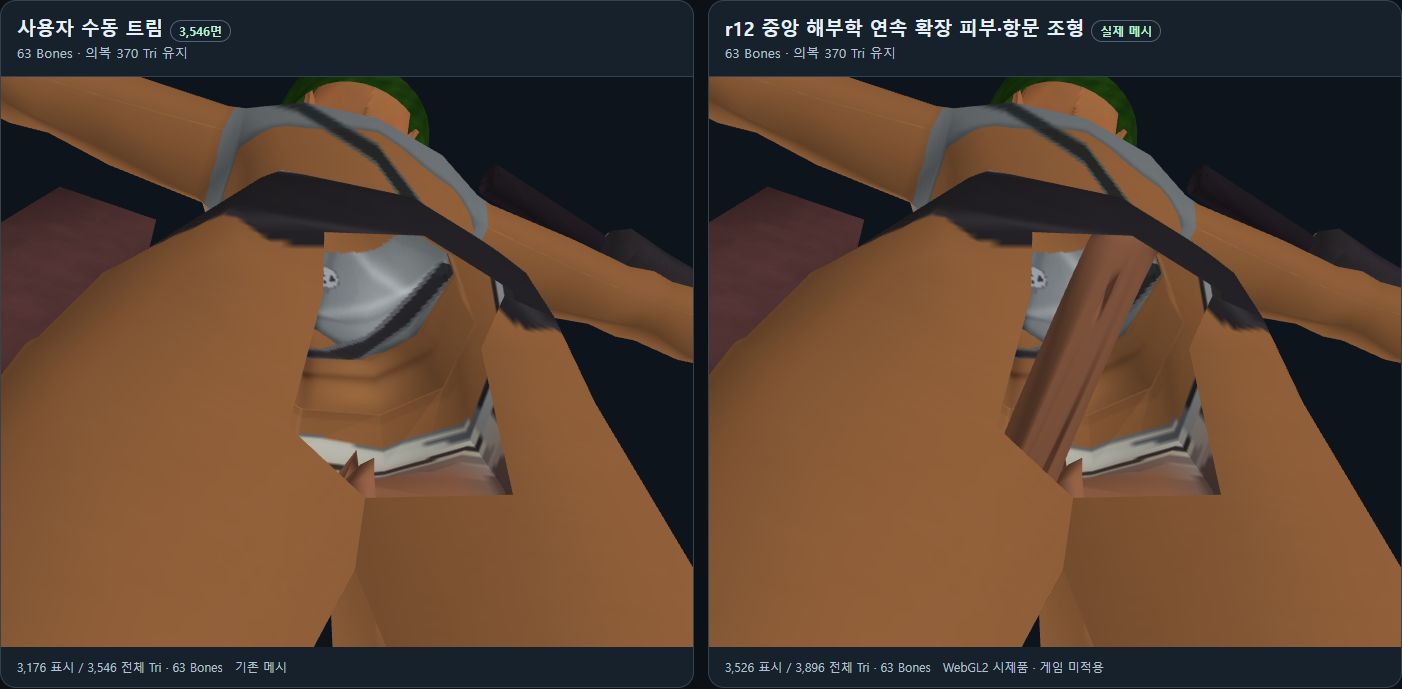 사용자 수동 트림 3,546면
63 Bones · 의복 370 Tri 유지
r12 중앙 해부학 연속 확장 피부·항문 조형 실제 메시
63 Bones · 의복 370 Tri 유지
3,176 표시 / 3,546 전체 Tri · 63 Bones 기존 메시
3,526 표시 / 3,896 전체 Tri · 63 Bones WebGL2 시제품 · 게임 미적용